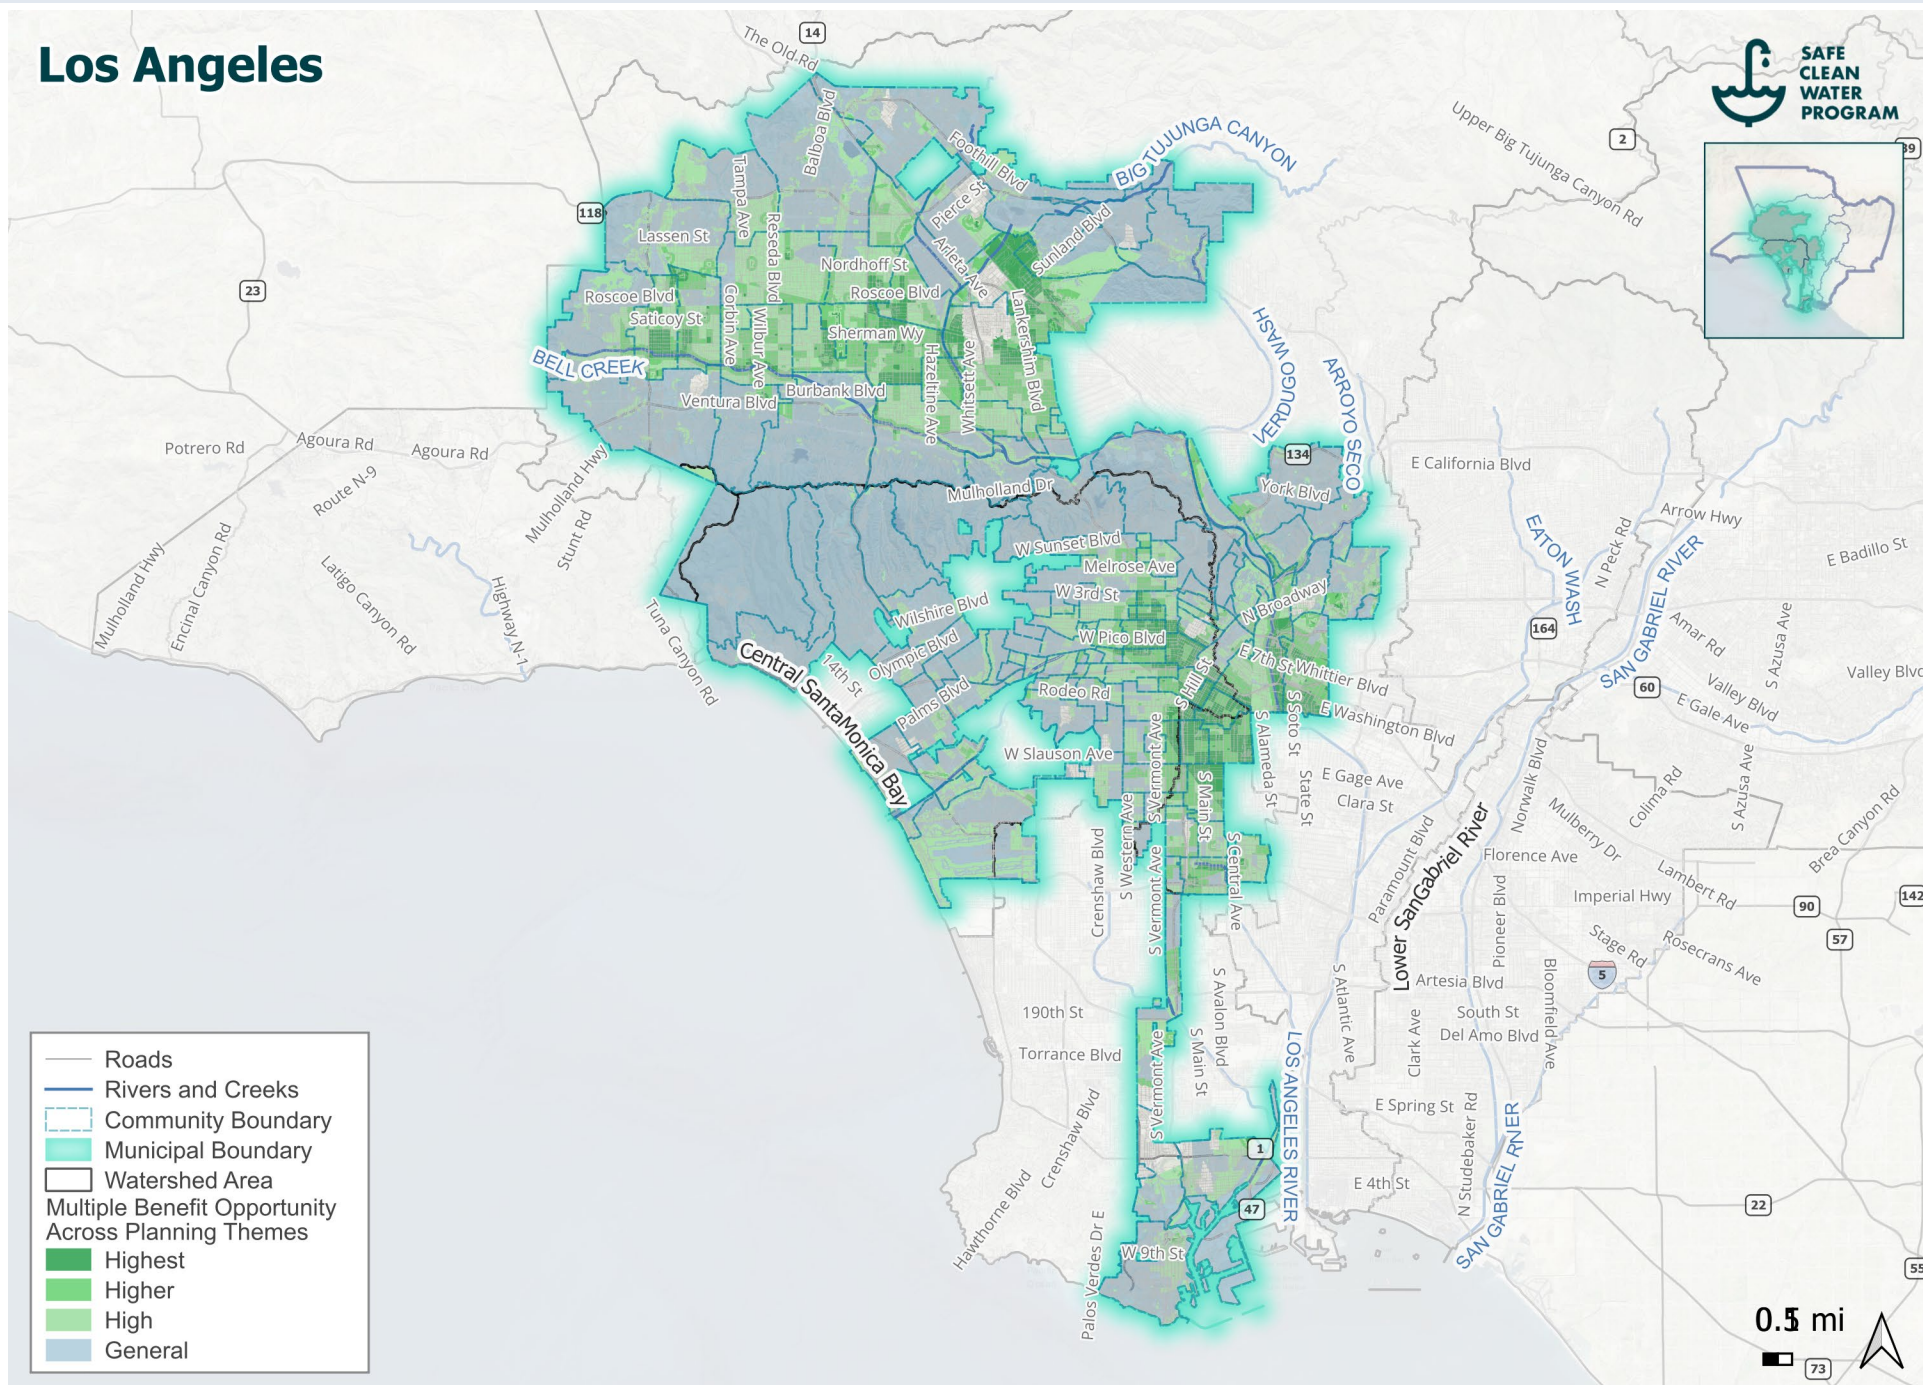 Los Angeles
SAFE
CLEAN
WATER
PROGRAM
14
The Old Rd
Balboa Blvd
Foothill Blvd
BIG TUJUNGA CANYON
Upper Big Tujunga Canyon Rd
2
39
118
Tampa Ave
Reseda Blvd
Pierce St
Lassen St
Arleta Ave
Sunland Blvd
Nordhoff St
23
Roscoe Blvd
Roscoe Blvd
Corbin Ave
Wilbur Ave
Lankershim Blvd
Saticoy St
Sherman Wy
VERDUGO WASH
BELL CREEK
Hazeltine Ave
Whitsett Ave
ARROYO SECO
Burbank Blvd
Ventura Blvd
Potrero Rd
Agoura Rd
Agoura Rd
Route N-9
Mulholland Hwy
134
E California Blvd
York Blvd
Mulholland Dr
Stunt Rd
Arrow Hwy
EATON WASH
N Peck Rd
SAN GABRIEL RIVER
E Badillo St
Mulholland Hwy
Encinal Canyon Rd
Latigo Canyon Rd
Highway N-1
Tuna Canyon Rd
W Sunset Blvd
Melrose Ave
W 3rd St
Wilshire Blvd
N Broadway
W Pico Blvd
Olympic Blvd
14th St
Central SantaMonica Bay
E 7th St
Whittier Blvd
164
Amar Rd
S Azusa Ave
Valley Blvd
Valley Blvd
60
E Gale Ave
Palms Blvd
Rodeo Rd
S Hill St
S Soto St
E Washington Blvd
W Slauson Ave
S Vermont Ave
S Alameda St
E Gage Ave
Clara St
State St
S Main St
S Western Ave
Norwalk Blvd
Colima Rd
S Azusa Ave
Mulberry Dr
Brea Canyon Rd
Crenshaw Blvd
S Vermont Ave
S Central Ave
Paramount Blvd
Lower SanGabriel River
Florence Ave
Lambert Rd
Imperial Hwy
90
142
Pioneer Blvd
Stage Rd
Rosecrans Ave
57
5
Artesia Blvd
Bloomfield Ave
S Avalon Blvd
S Atlantic Ave
190th St
South St
Clark Ave
Del Amo Blvd
Torrance Blvd
S Vermont Ave
S Main St
LOS ANGELES RIVER
E Spring St
N Studebaker Rd
SAN GABRIEL RIVER
Crenshaw Blvd
1
E 4th St
Hawthorne Blvd
47
22
Palos Verdes Dr E
W 9th St
55
73
Roads
Rivers and Creeks
Community Boundary
Municipal Boundary
Watershed Area
Multiple Benefit Opportunity
Across Planning Themes
Highest
Higher
High
General
mi